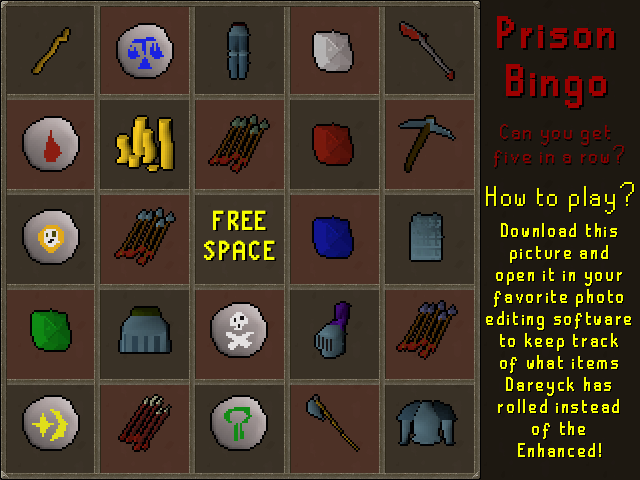 Prison
Bingo
Can you get
five in a row?
How to play?
Download this
picture and
open it in your
favorite photo
editing software
to keep track
of what items
Dareyck has
rolled instead
of the
Enhanced!
FREE
SPACE